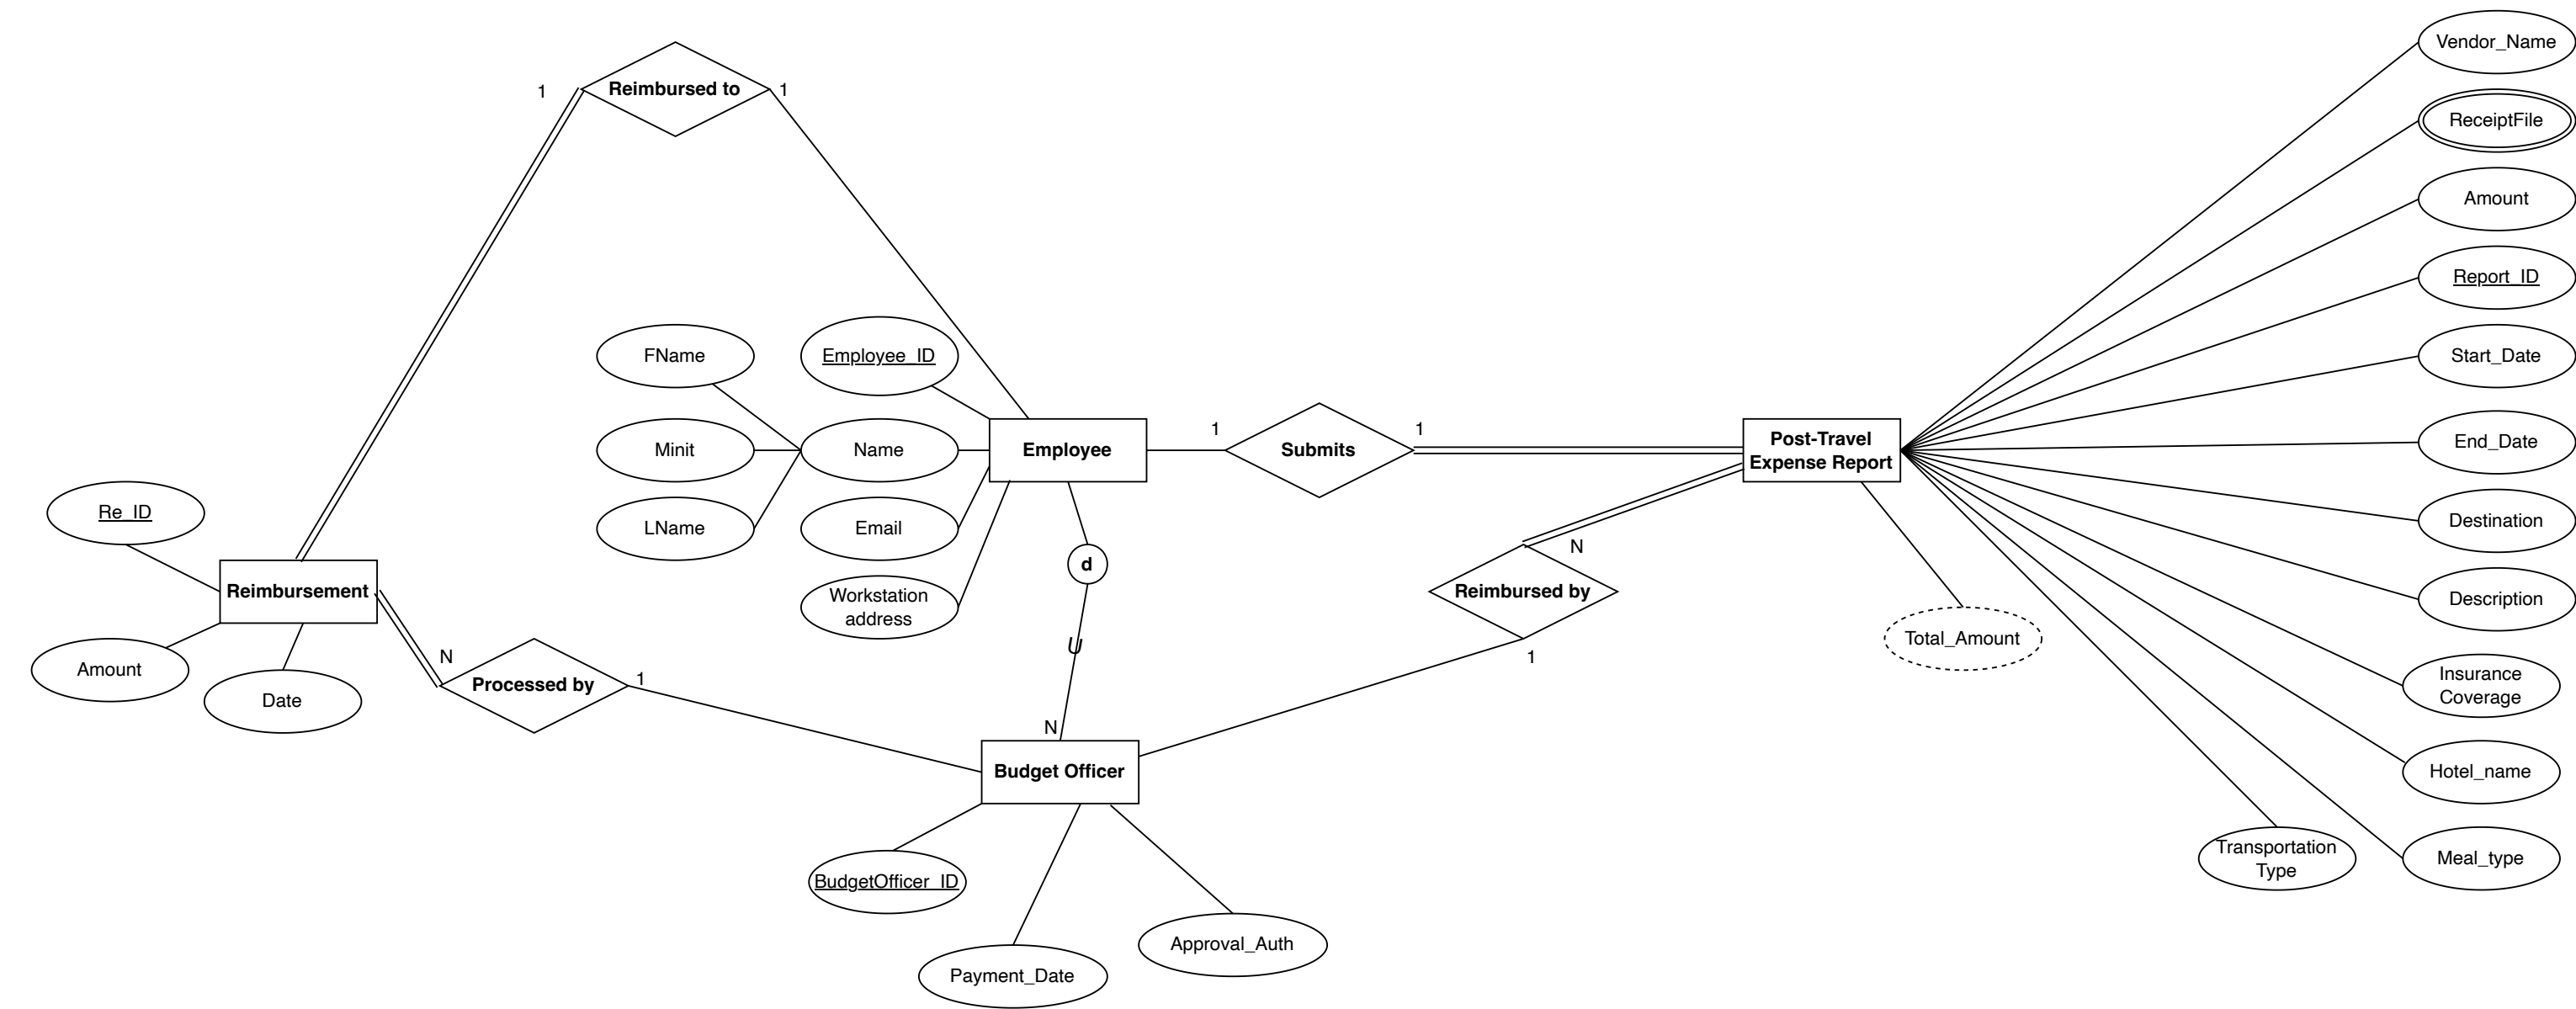 Vendor_Name
1
Reimbursed to
1
ReceiptFile
Amount
Report_ID
FName
Employee_ID
Start_Date
Minit
Name
Employee
1
Submits
1
Post-Travel
Expense Report
End_Date
Re_ID
LName
Email
Destination
d
N
Reimbursement
Workstation
address
Reimbursed by
Description
U
Total_Amount
Amount
Date
N
Processed by
1
1
Insurance
Coverage
N
Budget Officer
Hotel_name
BudgetOfficer_ID
Transportation
Type
Meal_type
Payment_Date
Approval_Auth